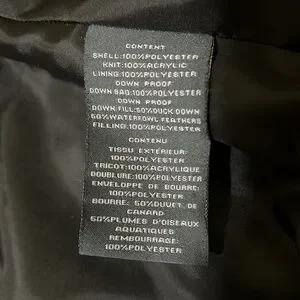 CONTENT
SHELL:100%POLYESTER
KNIT:100%ACRYLIC
LINING:100%POLYESTER
DOWN PROOF
DOWN BAG:100%POLYESTER
DOWN PROOF
DOWN FILL:50%DUCK DOWN
50%WATERFOWL FEATHERS
FILLING:100%POLYESTER
CONTENU
TISSU EXTÉRIEUR:
100%POLYESTER
TRICOT:100%ACRYLIQUE
DOUBLURE:100%POLYESTER
ENVELOPPE DE BOURRE:
100%POLYESTER
BOURRE: 50%DUVET DE
CANARD
50%PLUMES D'OISEAUX
AQUATIQUES
REMBOURRAGE:
100%POLYESTER